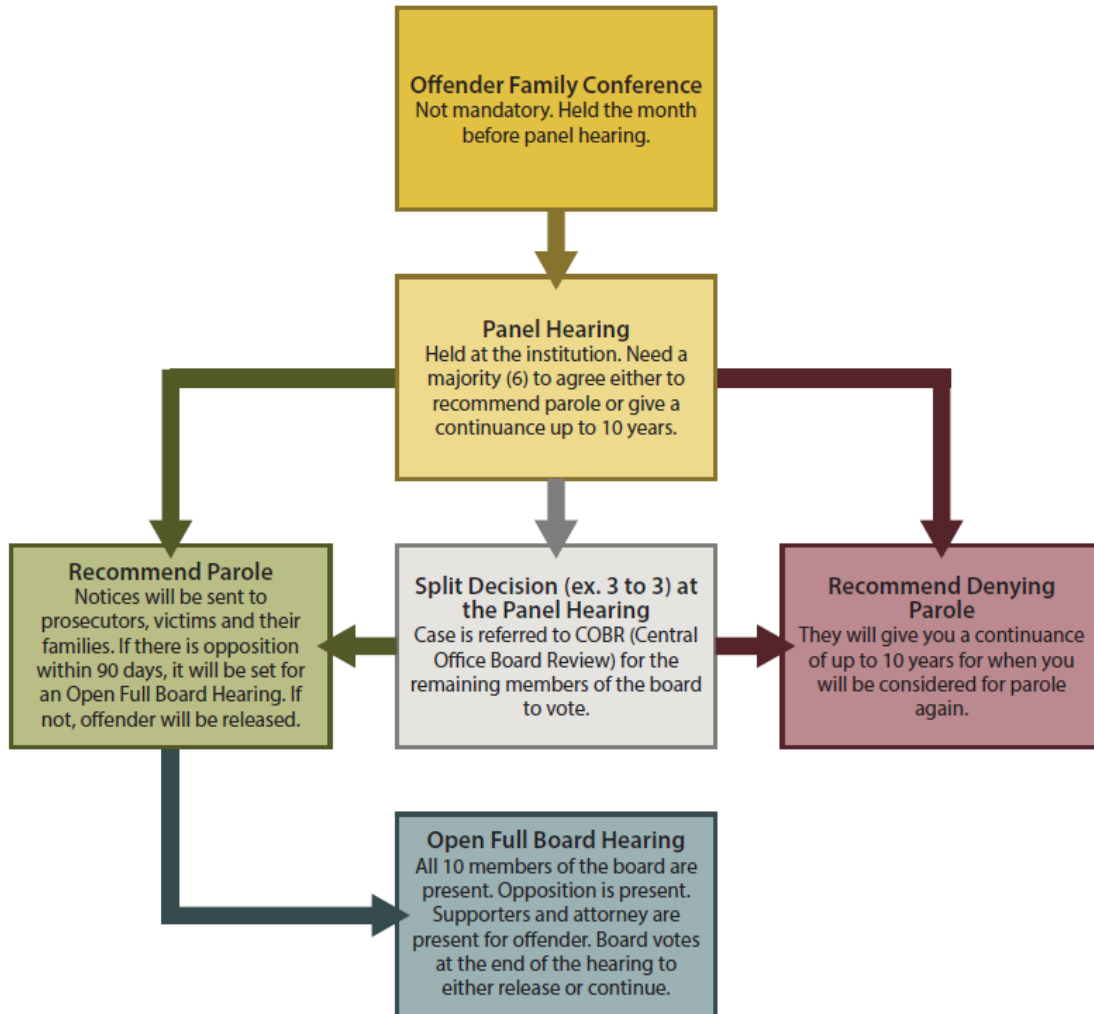 Offender Family Conference
Not mandatory. Held the month
before panel hearing.
Panel Hearing
Held at the institution. Need a
majority (6) to agree either to
recommend parole or give a
continuance up to 10 years.
Recommend Parole
Notices will be sent to
prosecutors, victims and their
families. If there is opposition
within 90 days, it will be set for
an Open Full Board Hearing. If
not, offender will be released.
Split Decision (ex. 3 to 3) at
the Panel Hearing
Case is referred to COBR (Central
Office Board Review) for the
remaining members of the board
to vote.
Recommend Denying
Parole
They will give you a continuance
of up to 10 years for when you
will be considered for parole
again.
Open Full Board Hearing
All 10 members of the board are
present. Opposition is present.
Supporters and attorney are
present for offender. Board votes
at the end of the hearing to
either release or continue.